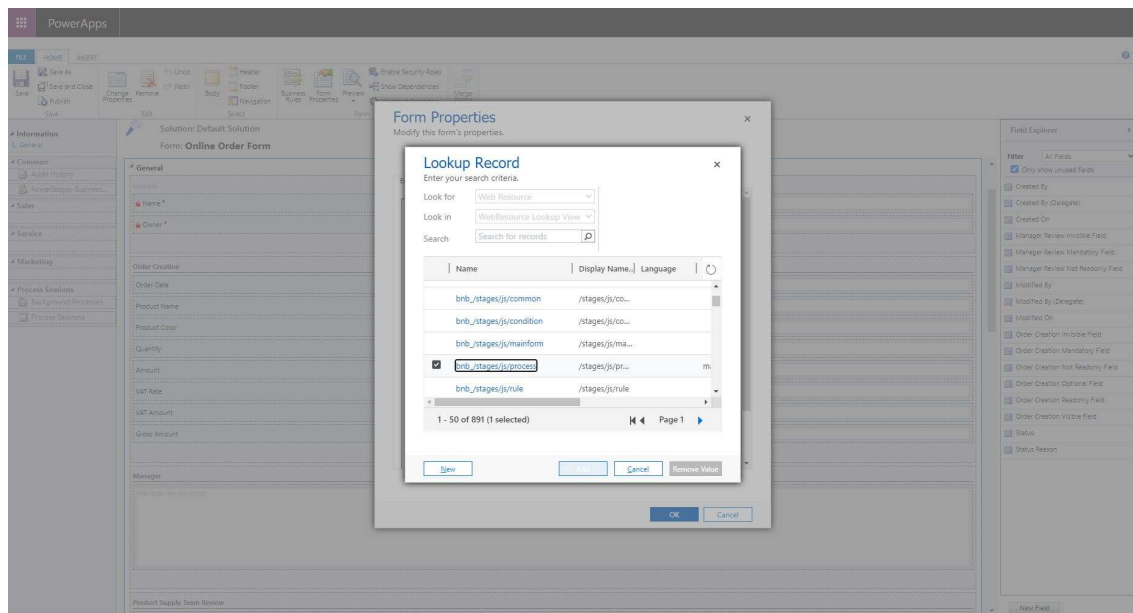 PowerApps
FILE HOME INSERT
Save
Save As
Save and Close
Publish
Save
Change Properties
Remove
Undo
Redo
Edit
Body
Header
Footer
Navigation
Select
Business Rules
Form Properties
Preview
Enable Security Roles
Show Dependencies
Form
Merge
Information
General
Common
Audit History
PowerStages-Business...
Sales
Service
Marketing
Process Sessions
Background Processes
Process Sessions
Solution: Default Solution
Form: Online Order Form
General
Name *
Owner *
Order Creation
Order Date
Product Name
Product Color
Quantity
Amount
VAT Rate
VAT Amount
Gross Amount
Manager
Product Supply Team Review
Form Properties
Modify this form's properties.
Lookup Record
Enter your search criteria.
Look for Web Resource
Look in WebResource Lookup View
Search Search for records
Name Display Name... Language
bnb_/stages/js/common /stages/js/co...
bnb_/stages/js/condition /stages/js/co...
bnb_/stages/js/mainform /stages/js/ma...
bnb_/stages/js/process /stages/js/pr... ma
bnb_/stages/js/rule /stages/js/rule
1 - 50 of 891 (1 selected) Page 1
New Add Cancel Remove Value
OK Cancel
Field Explorer
Filter All Fields
Only show unused fields
Created By
Created By (Delegate)
Created On
Manager Review Invisible Field
Manager Review Mandatory Field
Manager Review Not Readonly Field
Modified By
Modified By (Delegate)
Modified On
Order Creation Invisible Field
Order Creation Mandatory Field
Order Creation Not Readonly Field
Order Creation Optional Field
Order Creation Readonly Field
Order Creation Visible Field
Status
Status Reason
New Field